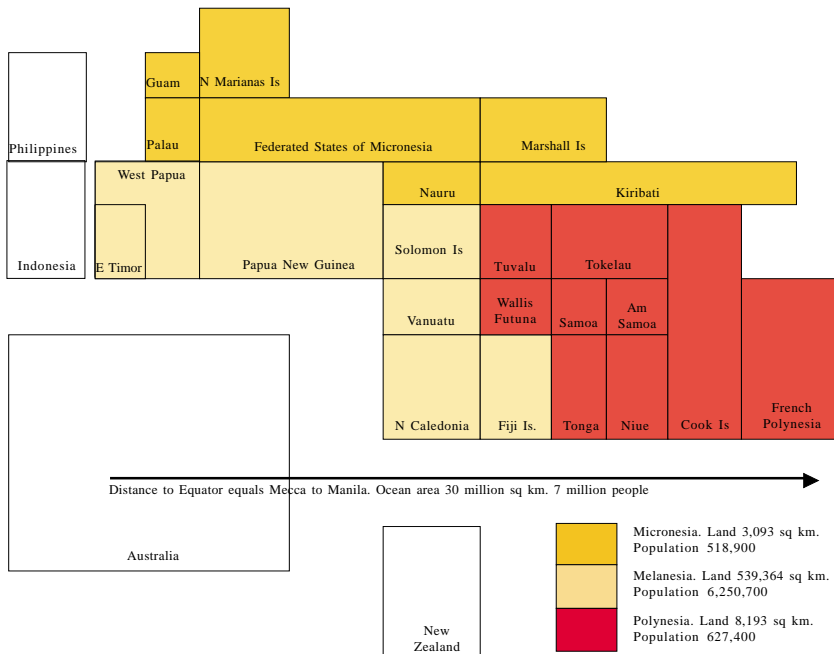 Guam
N Marianas Is
Philippines
Palau
Federated States of Micronesia
Marshall Is
West Papua
Nauru
Kiribati
Indonesia
E Timor
Papua New Guinea
Solomon Is
Tuvalu
Tokelau
Vanuatu
Wallis
Futuna
Samoa
Am
Samoa
N Caledonia
Fiji Is.
Tonga
Niue
Cook Is
French
Polynesia
Distance to Equator equals Mecca to Manila. Ocean area 30 million sq km. 7 million people
Australia
New
Zealand
Micronesia. Land 3,093 sq km.
Population 518,900
Melanesia. Land 539,364 sq km.
Population 6,250,700
Polynesia. Land 8,193 sq km.
Population 627,400